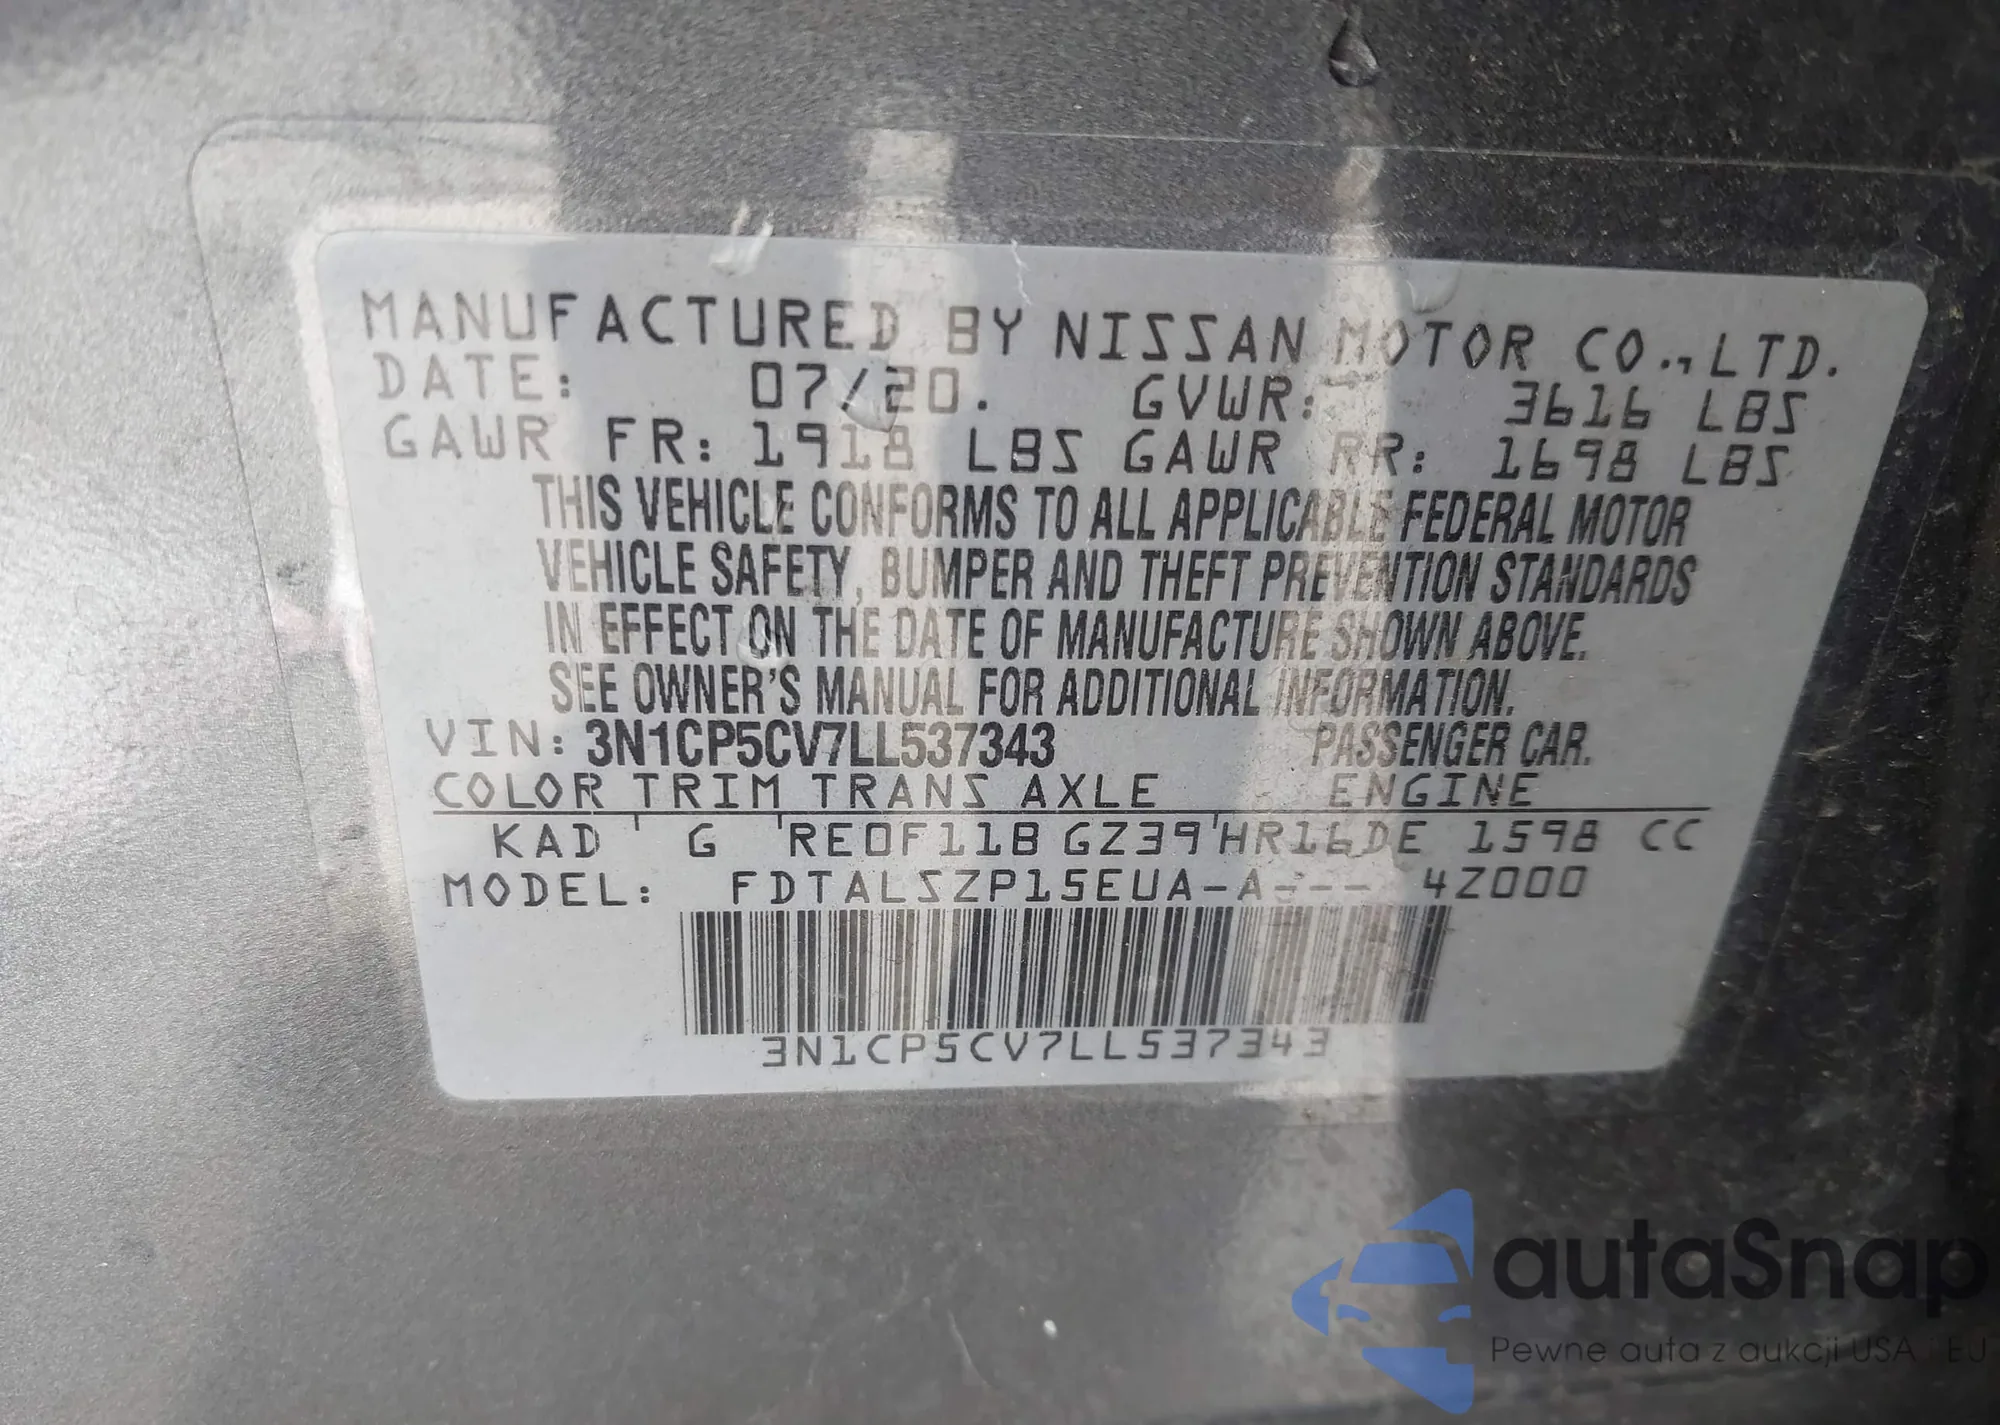 MANUFACTURED BY NISSAN MOTOR CO.,LTD.
DATE: 07/20. GVWR: 3616 LBS
GAWR FR: 1918 LBS GAWR RR: 1698 LBS
THIS VEHICLE CONFORMS TO ALL APPLICABLE FEDERAL MOTOR
VEHICLE SAFETY, BUMPER AND THEFT PREVENTION STANDARDS
IN EFFECT ON THE DATE OF MANUFACTURE SHOWN ABOVE.
SEE OWNER'S MANUAL FOR ADDITIONAL INFORMATION.
VIN: 3N1CP5CV7LL537343 PASSENGER CAR.
COLOR TRIM TRANS AXLE ENGINE
KAD ' G 'RE0F11B GZ39'HR16DE 1598 CC
MODEL: FDTALSZP15EUA-A---- 4Z000
3N1CP5CV7LL537343
autaSnap
Pewne auta z aukcji USA i EU